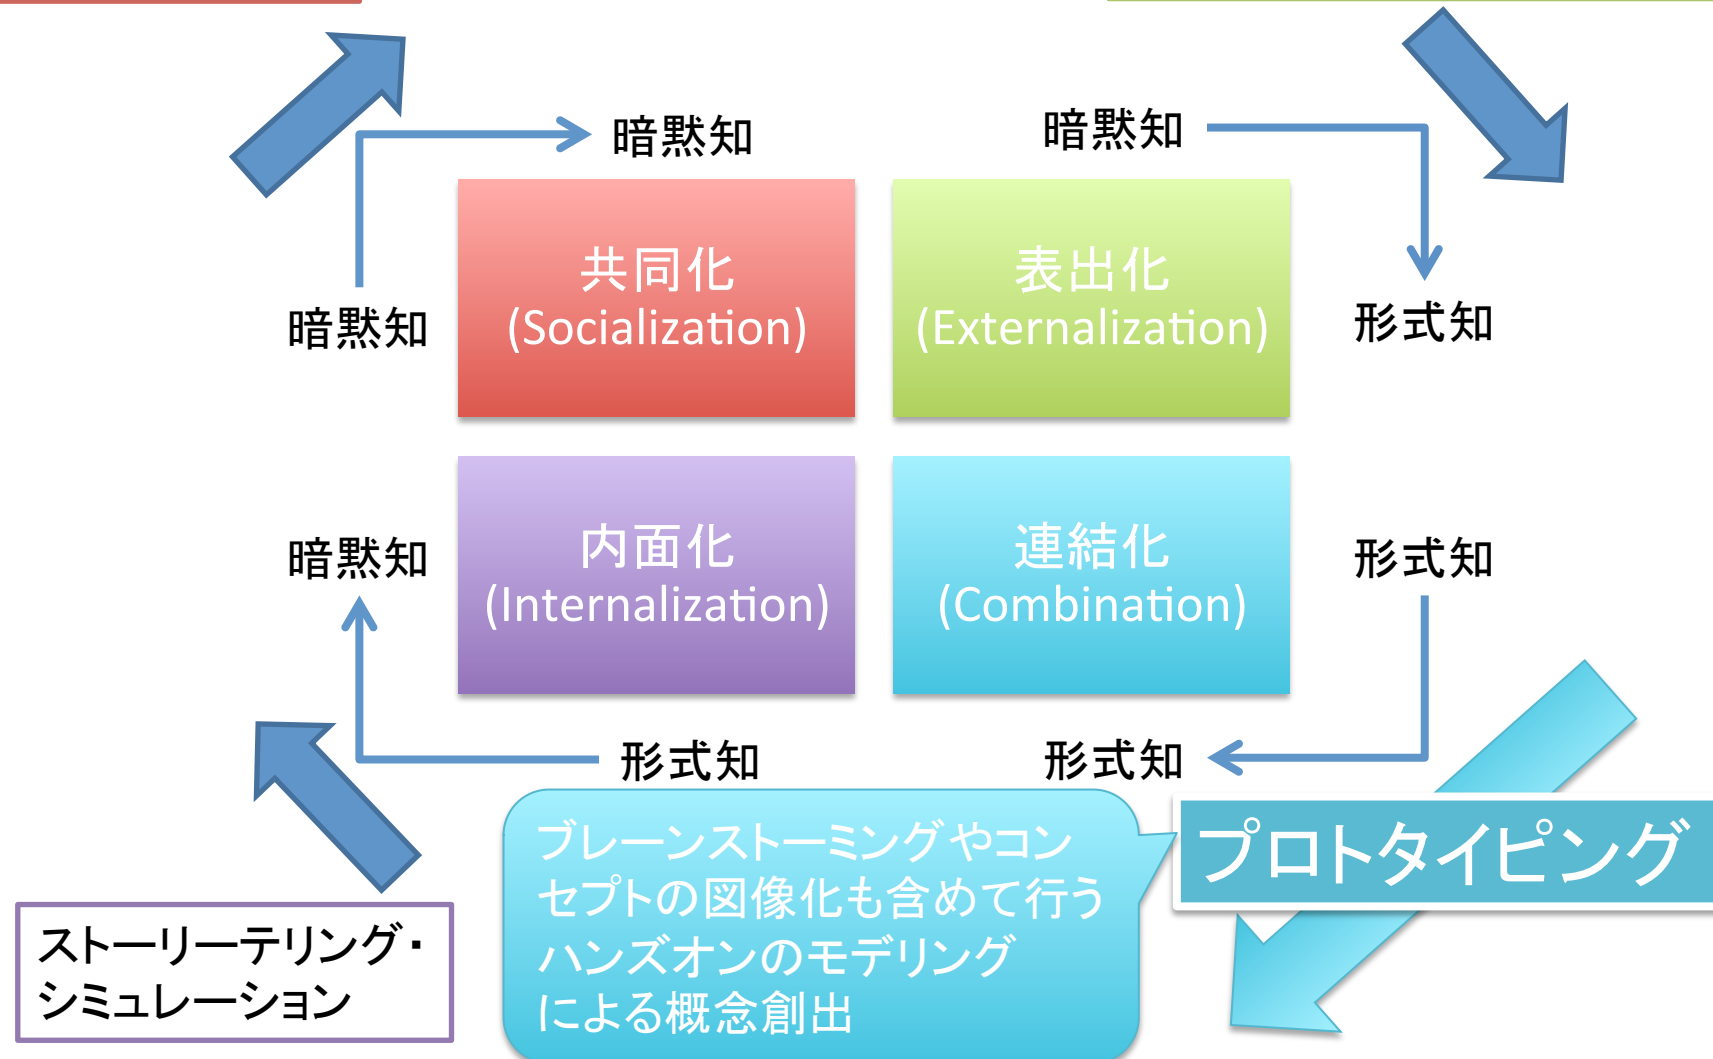 暗黙知
暗黙知
共同化
(Socialization)
表出化
(Externalization)
暗黙知
形式知
内面化
(Internalization)
連結化
(Combination)
暗黙知
形式知
形式知
形式知
ブレーンストーミングやコン
セプトの図像化も含めて行う
ハンズオンのモデリング
による概念創出
プロトタイピング
ストーリーテリング・
シミュレーション